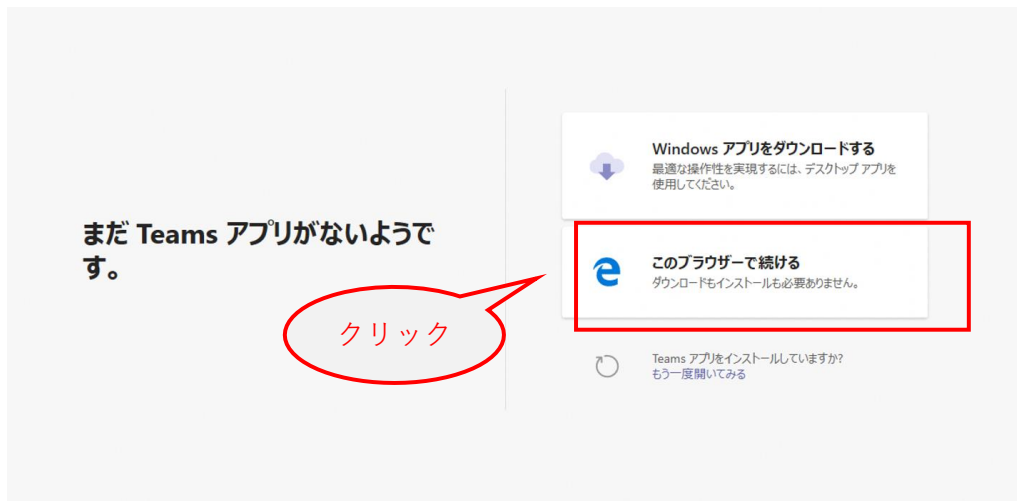 まだ Teams アプリがないようで
す。
Windows アプリをダウンロードする
最適な操作性を実現するには、デスクトップ アプリを
使用してください。
このブラウザーで続ける
ダウンロードもインストールも必要ありません。
クリック
Teams アプリをインストールしていますか?
もう一度開いてみる